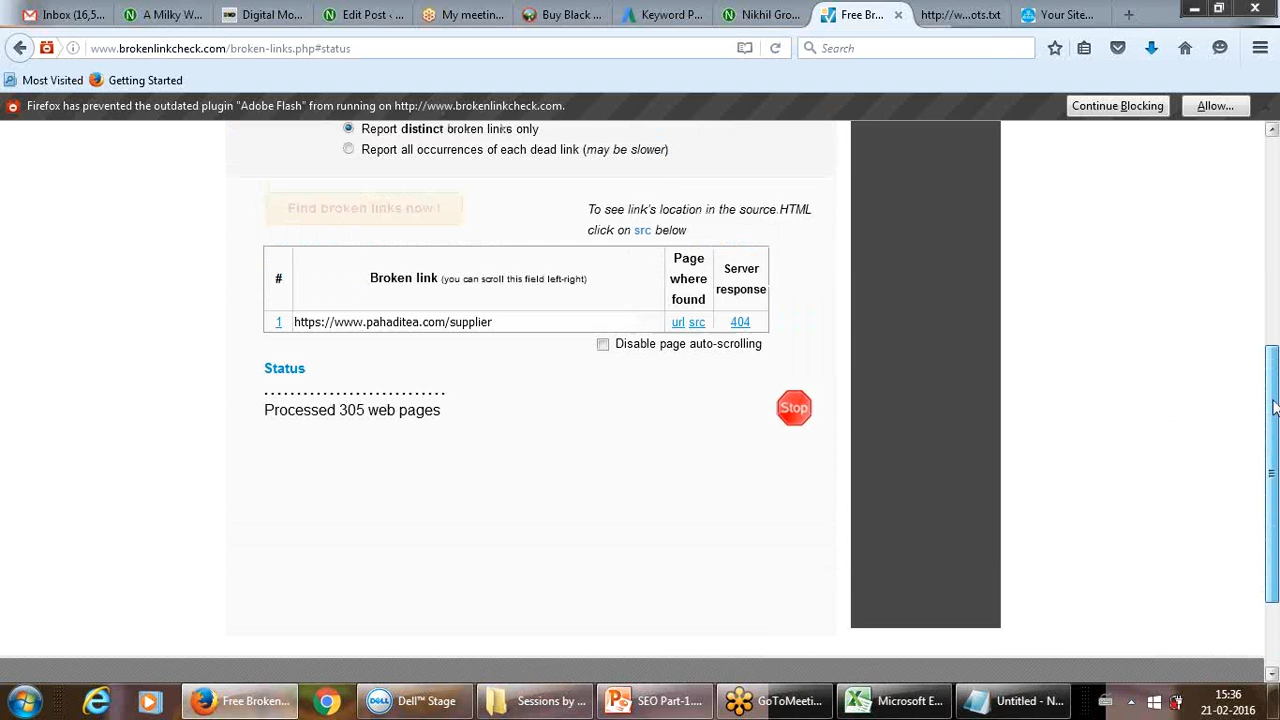 Inbox (16,5...
A Milky W...
Digital Mo...
Edit Post ‹ ...
My meetin...
Buy Black ...
Keyword P...
Nikhil Gro...
Free Br...
http://w...ots.txt
Your Site...
www.brokenlinkcheck.com/broken-links.php#status
Search
Most Visited
Getting Started
Firefox has prevented the outdated plugin "Adobe Flash" from running on http://www.brokenlinkcheck.com.
Continue Blocking
Allow...
Report distinct broken links only
Report all occurrences of each dead link (may be slower)
Find broken links now!
To see link's location in the source HTML
click on src below
# Broken link (you can scroll this field left-right) Page where found Server response
1 https://www.pahaditea.com/supplier url src 404
Disable page auto-scrolling
Status
............................
Processed 305 web pages
Stop
Free Broken...
DELL
Dell™ Stage
Sessions by ...
SEO Part-1....
GoToMeeti...
Microsoft E...
Untitled - N...
15:36
21-02-2016